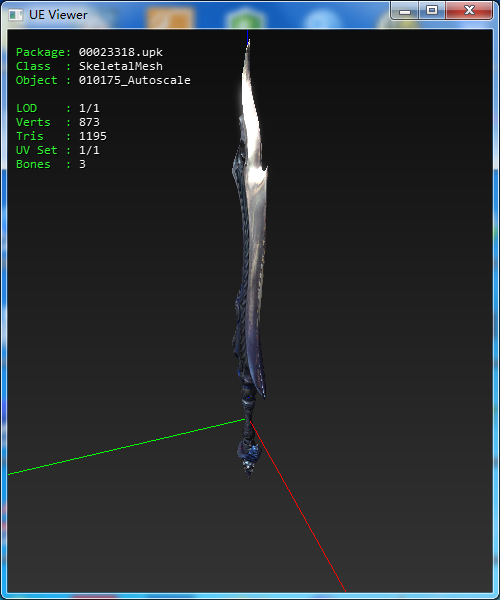 UE Viewer
Package: 00023318.upk
Class : SkeletalMesh
Object : 010175_Autoscale
LOD : 1/1
Verts : 873
Tris : 1195
UV Set : 1/1
Bones : 3